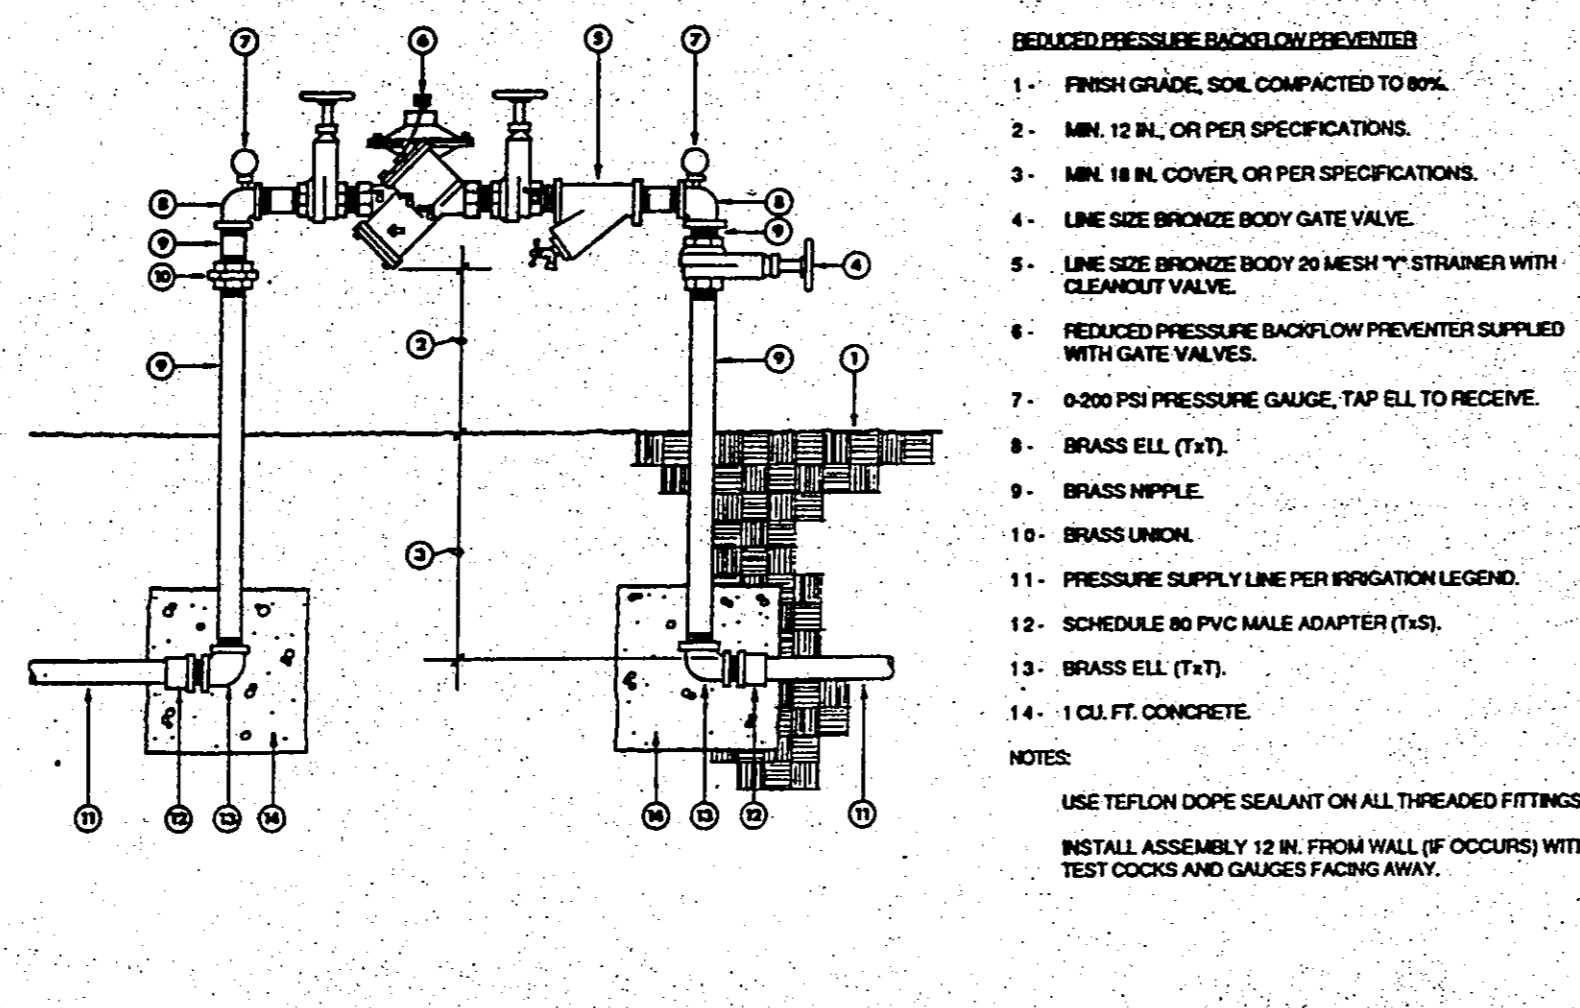 7
6
5
7
8
9
10
9
2
3
8
9
4
9
1
11
12
13
14
14
13
12
11
REDUCED PRESSURE BACKFLOW PREVENTER
1 - FINISH GRADE, SOIL COMPACTED TO 80%.
2 - MIN. 12 IN., OR PER SPECIFICATIONS.
3 - MIN. 18 IN. COVER, OR PER SPECIFICATIONS.
4 - LINE SIZE BRONZE BODY GATE VALVE.
5 - LINE SIZE BRONZE BODY 20 MESH "Y" STRAINER WITH
CLEANOUT VALVE.
6 - REDUCED PRESSURE BACKFLOW PREVENTER SUPPLIED
WITH GATE VALVES.
7 - 0-200 PSI PRESSURE GAUGE, TAP ELL TO RECEIVE.
8 - BRASS ELL (TxT).
9 - BRASS NIPPLE.
10 - BRASS UNION.
11 - PRESSURE SUPPLY LINE PER IRRIGATION LEGEND.
12 - SCHEDULE 80 PVC MALE ADAPTER (TxS).
13 - BRASS ELL (TxT).
14 - 1 CU. FT. CONCRETE.
NOTES:
USE TEFLON DOPE SEALANT ON ALL THREADED FITTINGS
INSTALL ASSEMBLY 12 IN. FROM WALL (IF OCCURS) WIT
TEST COCKS AND GAUGES FACING AWAY.